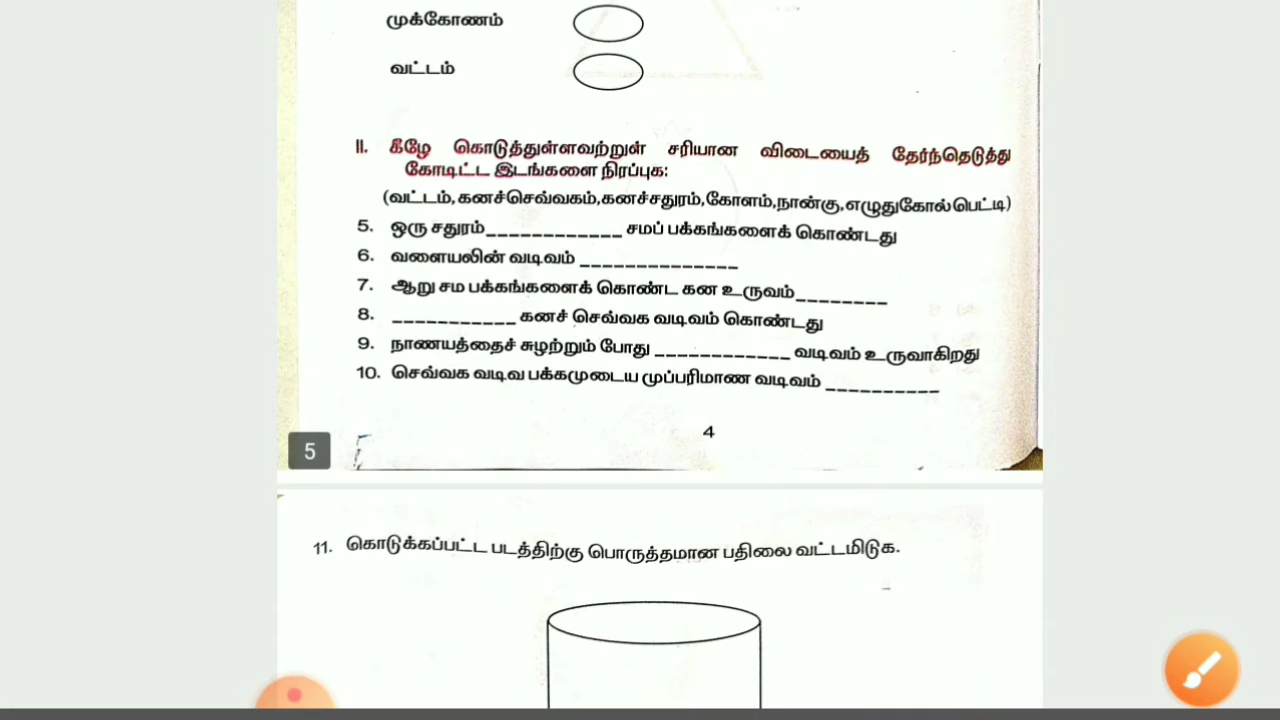 முக்கோணம்
வட்டம்
II. கீழே கொடுத்துள்ளவற்றுள் சரியான விடையைத் தேர்ந்தெடுத்து
கோடிட்ட இடங்களை நிரப்புக:
(வட்டம்,கனச்செவ்வகம்,கனச்சதுரம்,கோளம்,நான்கு,எழுதுகோல்பெட்டி)
5. ஒரு சதுரம்____________ சமப் பக்கங்களைக் கொண்டது
6. வளையலின் வடிவம் ______________
7. ஆறு சம பக்கங்களைக் கொண்ட கன உருவம்________
8. ___________ கனச் செவ்வக வடிவம் கொண்டது
9. நாணயத்தைச் சுழற்றும் போது ____________ வடிவம் உருவாகிறது
10. செவ்வக வடிவ பக்கமுடைய முப்பரிமாண வடிவம் __________
4
5
11. கொடுக்கப்பட்ட படத்திற்கு பொருத்தமான பதிலை வட்டமிடுக.